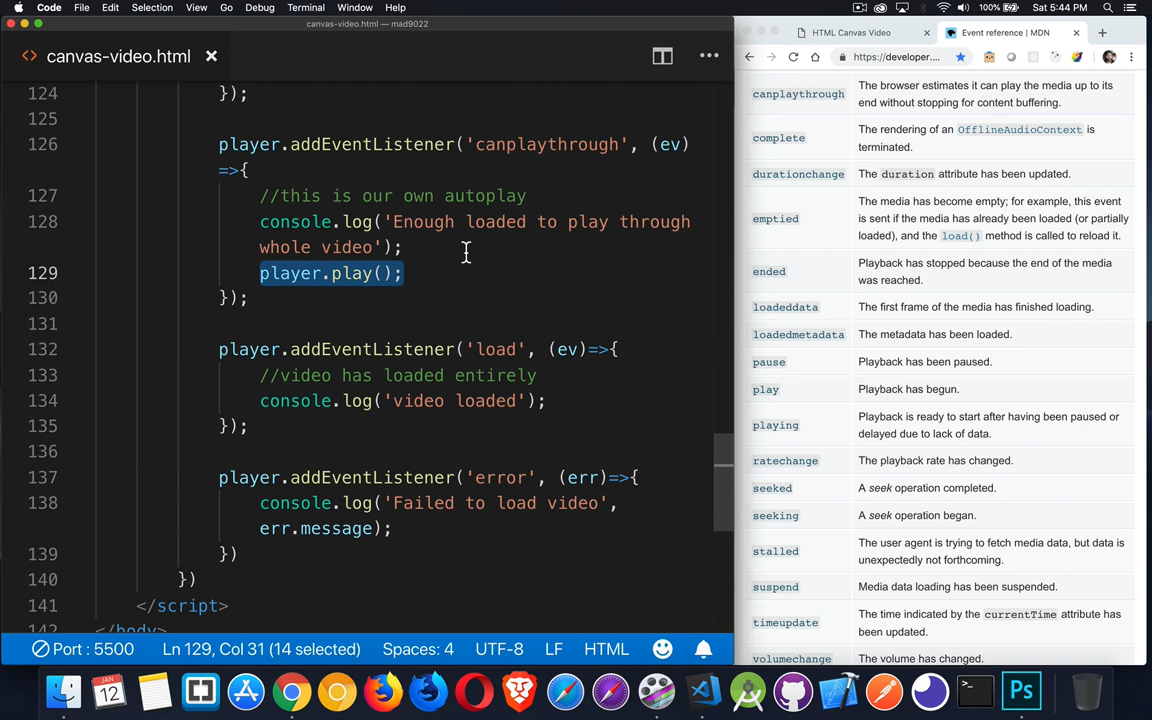 Code File Edit Selection View Go Debug Terminal Window Help 100% Sat 5:44 PM
canvas-video.html — mad9022
<> canvas-video.html ×
124 });
125
126 player.addEventListener('canplaythrough', (ev)
=>{
127 //this is our own autoplay
128 console.log('Enough loaded to play through
whole video');
129 player.play();
130 });
131
132 player.addEventListener('load', (ev)=>{
133 //video has loaded entirely
134 console.log('video loaded');
135 });
136
137 player.addEventListener('error', (err)=>{
138 console.log('Failed to load video',
err.message);
139 })
140 })
141 </script>
142 </body>
Port : 5500 Ln 129, Col 31 (14 selected) Spaces: 4 UTF-8 LF HTML
HTML Canvas Video × Event reference | MDN × +
https://developer....
canplaythrough The browser estimates it can play the media up to its
end without stopping for content buffering.
complete The rendering of an OfflineAudioContext is
terminated.
durationchange The duration attribute has been updated.
emptied The media has become empty; for example, this event
is sent if the media has already been loaded (or partially
loaded), and the load() method is called to reload it.
ended Playback has stopped because the end of the media
was reached.
loadeddata The first frame of the media has finished loading.
loadedmetadata The metadata has been loaded.
pause Playback has been paused.
play Playback has begun.
playing Playback is ready to start after having been paused or
delayed due to lack of data.
ratechange The playback rate has changed.
seeked A seek operation completed.
seeking A seek operation began.
stalled The user agent is trying to fetch media data, but data is
unexpectedly not forthcoming.
suspend Media data loading has been suspended.
timeupdate The time indicated by the currentTime attribute has
been updated.
volumechange The volume has changed.
JAN
12
>_
Ps